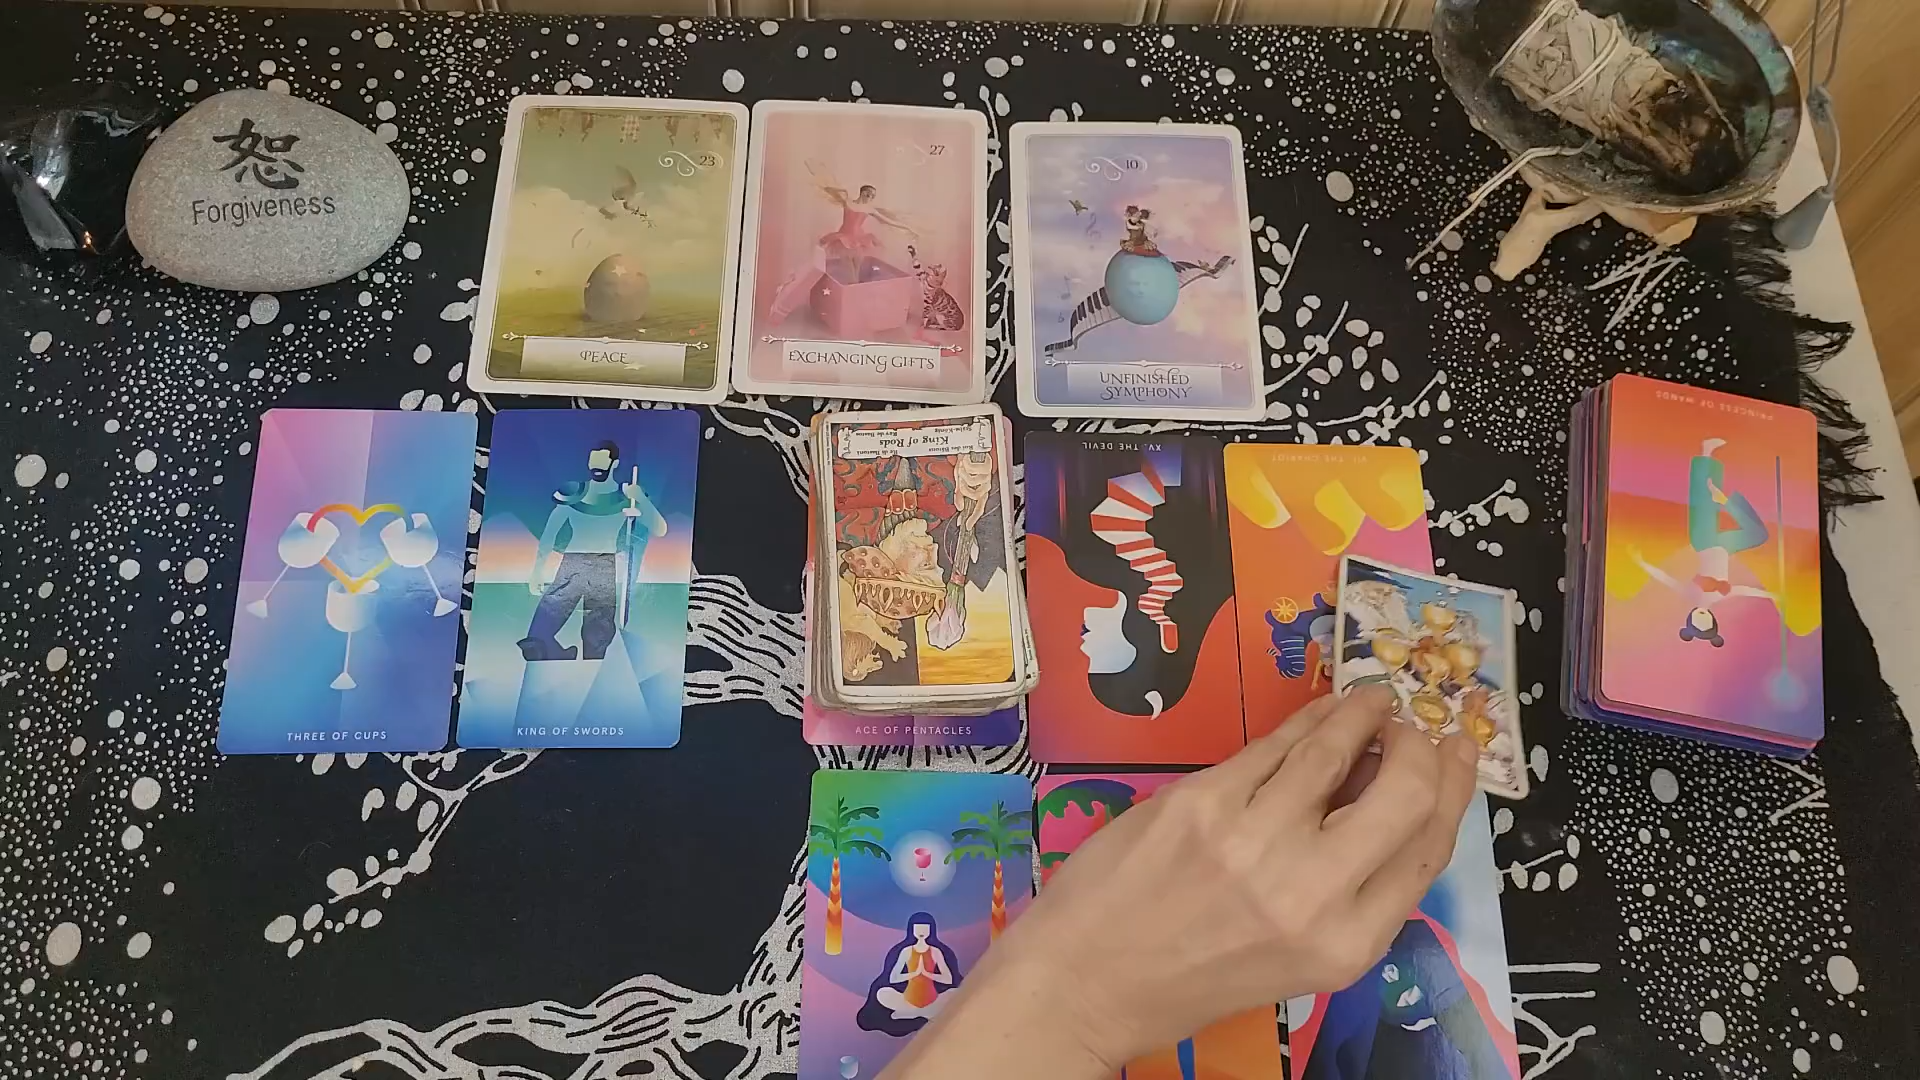 恕
Forgiveness
23
PEACE
27
EXCHANGING GIFTS
10
UNFINISHED
SYMPHONY
THREE OF CUPS
KING OF SWORDS
King of Rods
ACE OF PENTACLES
XV. THE DEVIL
VII. THE CHARIOT
PRINCESS OF WANDS